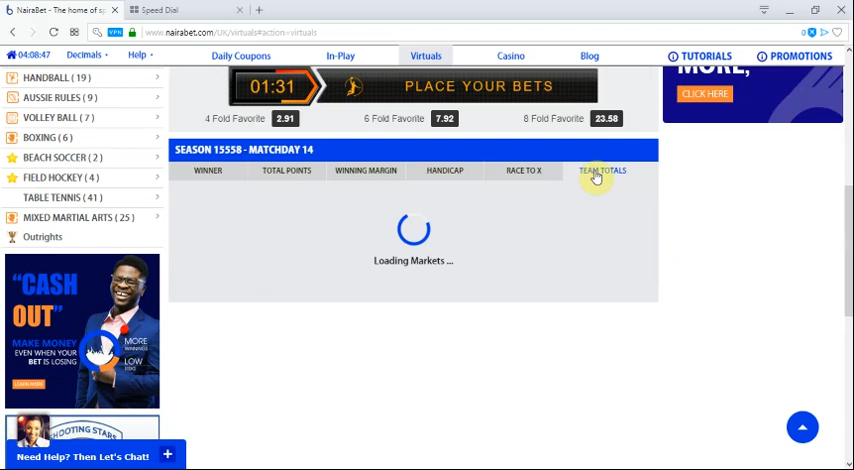 NairaBet - The home of sp
Speed Dial
VPN
www.nairabet.com/UK/virtuals#action=virtuals
04:08:47
Decimals
Help
Daily Coupons
In-Play
Virtuals
Casino
Blog
TUTORIALS
PROMOTIONS
HANDBALL ( 19 )
AUSSIE RULES ( 9 )
VOLLEY BALL ( 7 )
BOXING ( 6 )
BEACH SOCCER ( 2 )
FIELD HOCKEY ( 4 )
TABLE TENNIS ( 41 )
MIXED MARTIAL ARTS ( 25 )
Outrights
01:31
PLACE YOUR BETS
4 Fold Favorite 2.91
6 Fold Favorite 7.92
8 Fold Favorite 23.58
SEASON 15558 - MATCHDAY 14
WINNER
TOTAL POINTS
WINNING MARGIN
HANDICAP
RACE TO X
TEAM TOTALS
Loading Markets ...
MORE,
CLICK HERE
"CASH
OUT"
MAKE MONEY
EVEN WHEN YOUR
BET IS LOSING
MORE
WINNINGS
LOW
RISKS
LEARN MORE
SHOOTING STARS
Need Help? Then Let's Chat! +